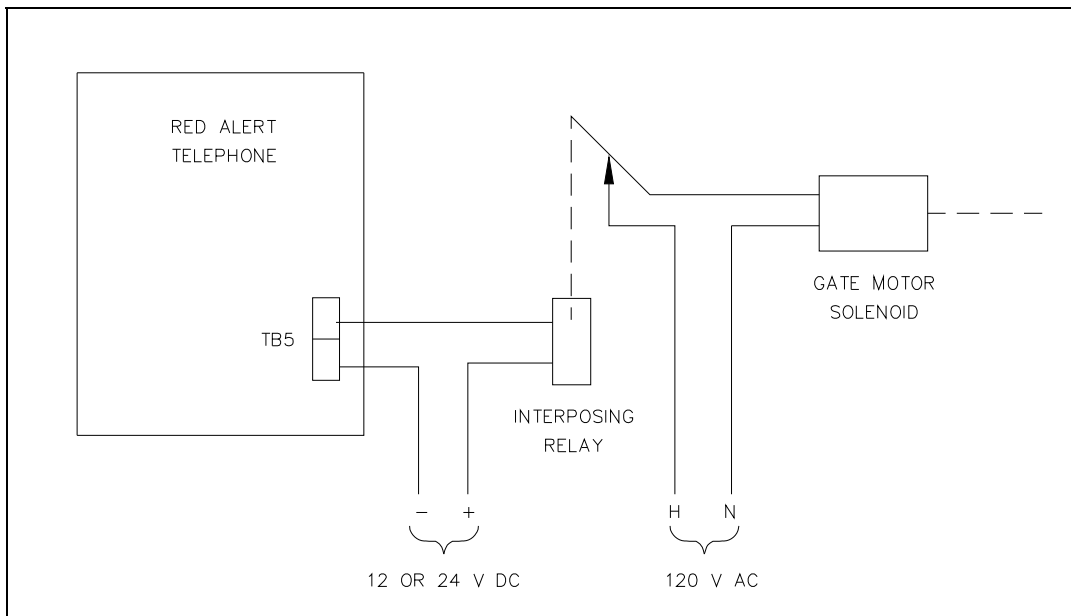 RED ALERT
TELEPHONE
TB5
GATE MOTOR
SOLENOID
INTERPOSING
RELAY
- +
H N
12 OR 24 V DC
120 V AC